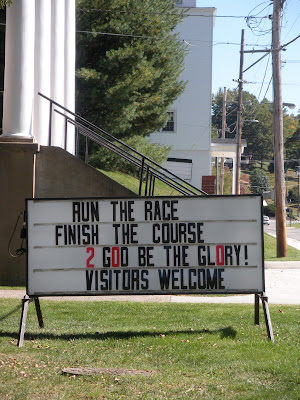 RUN THE RACE
FINISH THE COURSE
2 GOD BE THE GLORY!
VISITORS WELCOME